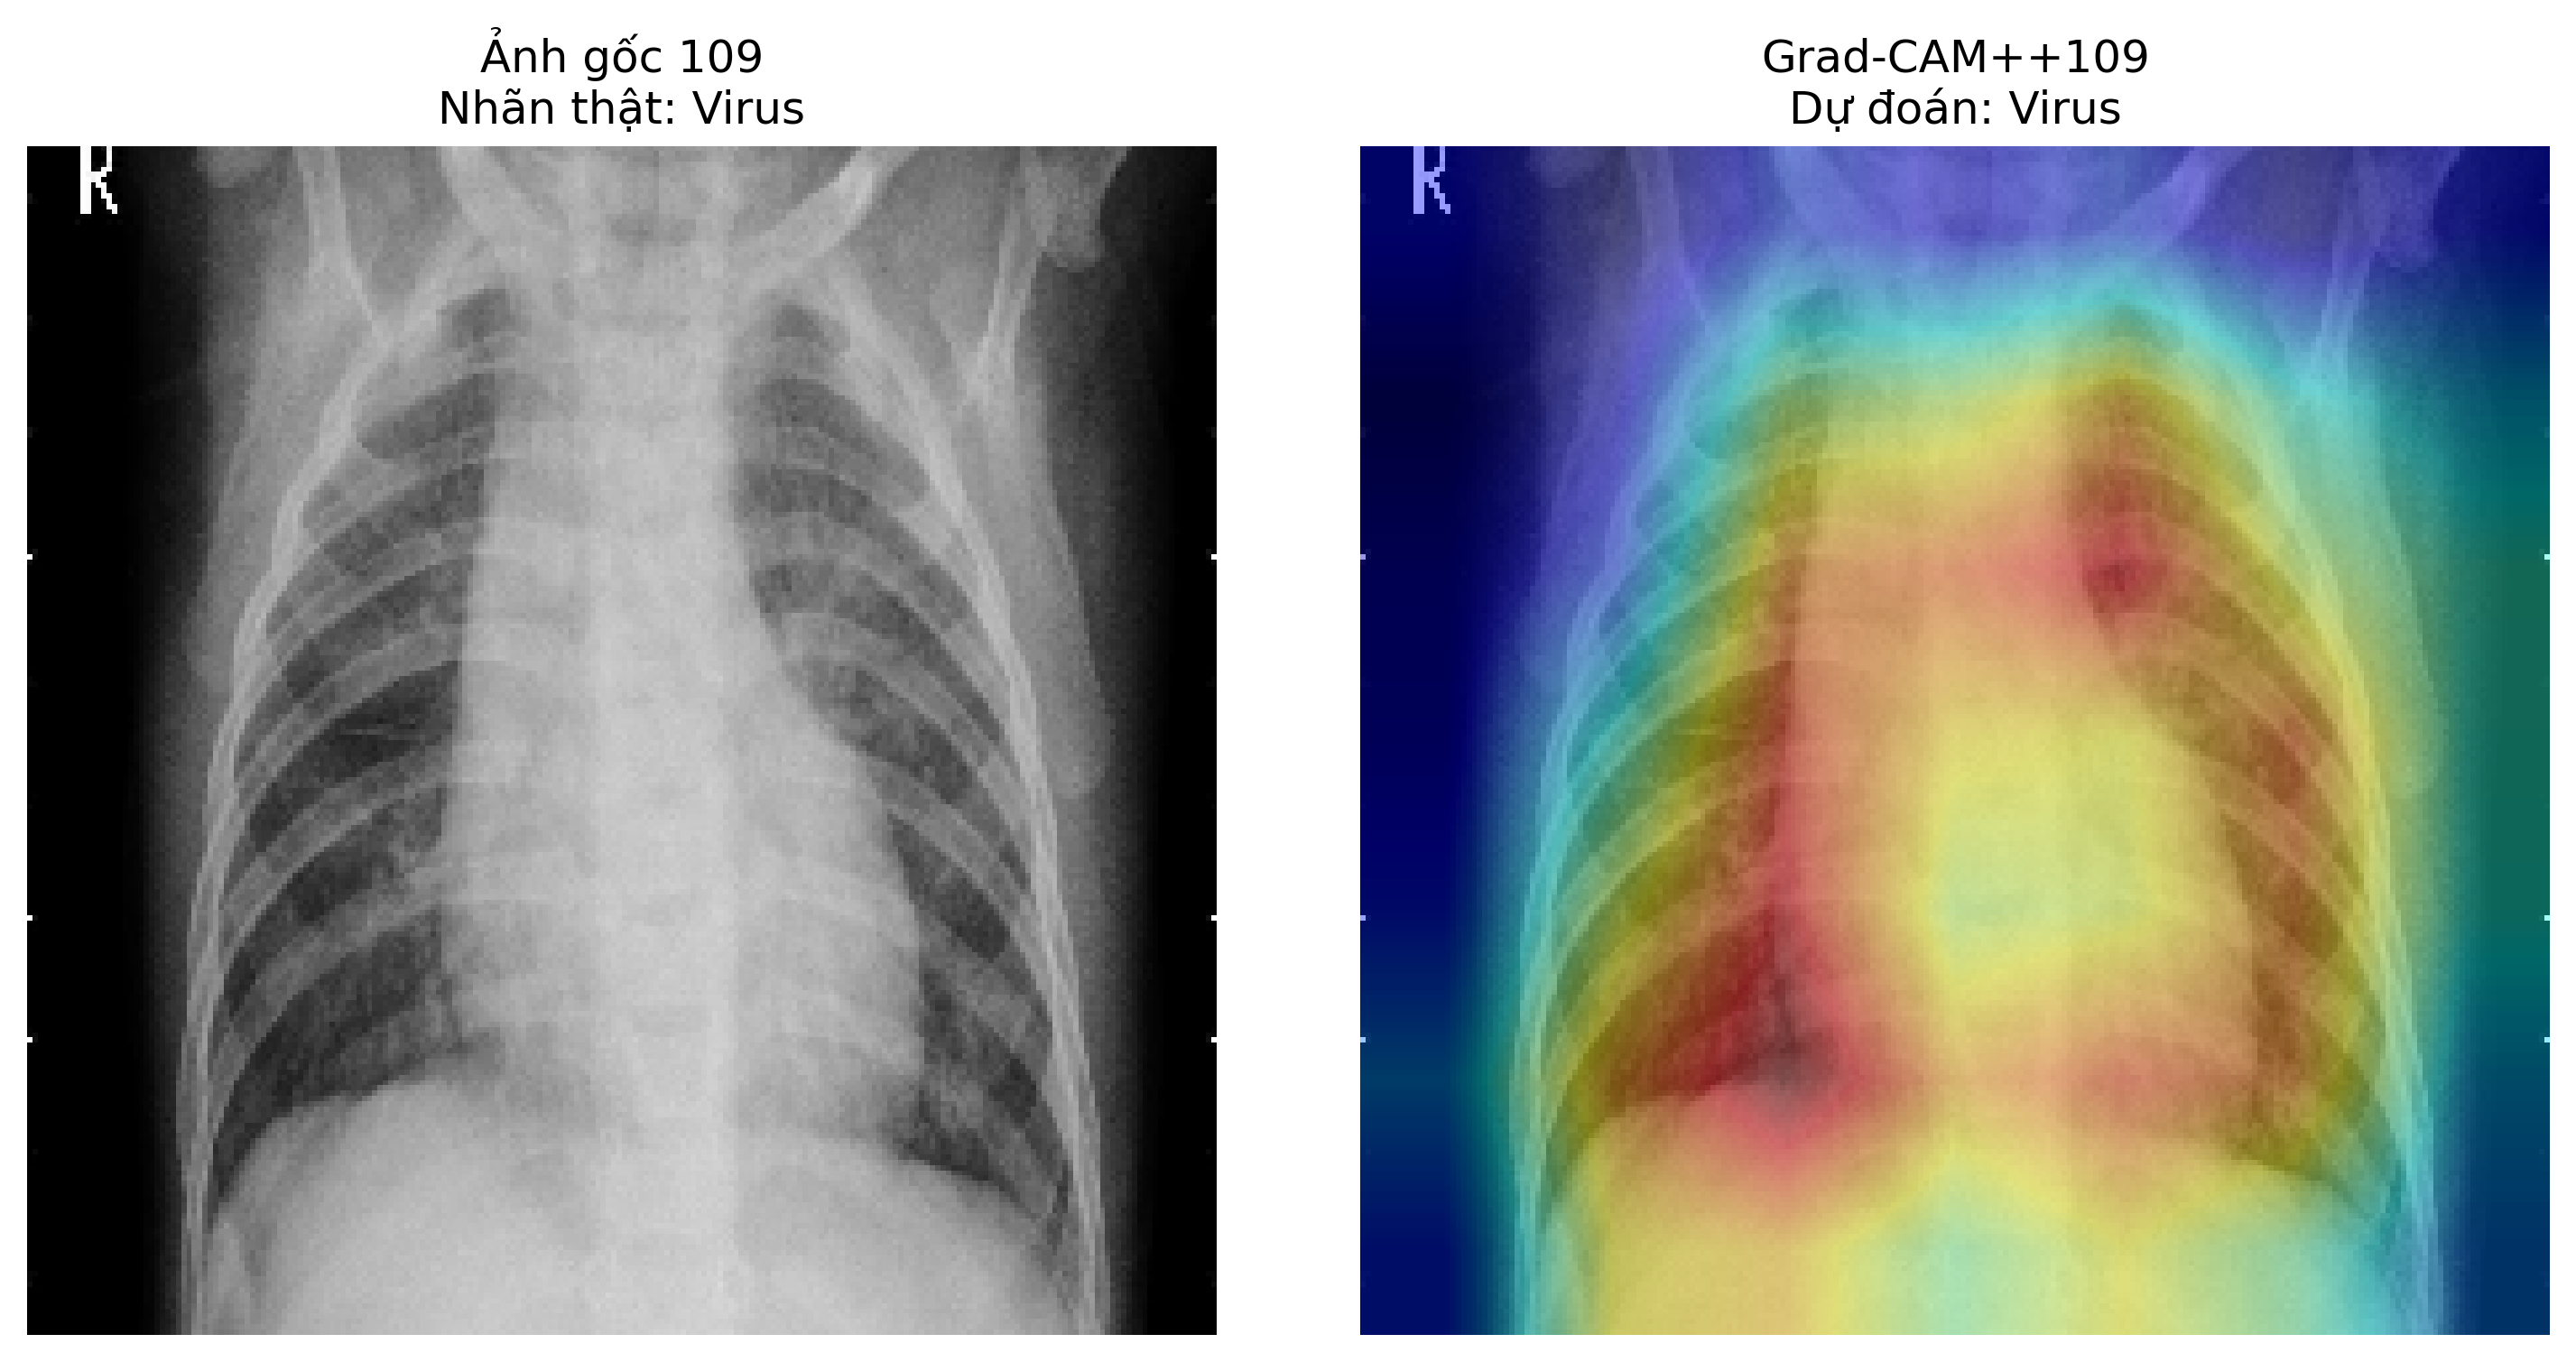 Ảnh gốc 109
Nhãn thật: Virus
Grad-CAM++109
Dự đoán: Virus
R
R